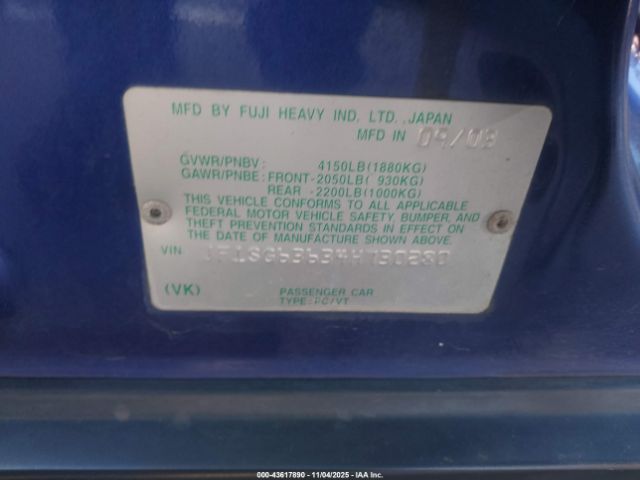 MFD BY FUJI HEAVY IND. LTD. JAPAN
MFD IN 09/03
GVWR/PNBV: 4150LB(1880KG)
GAWR/PNBE: FRONT-2050LB( 930KG)
REAR -2200LB(1000KG)
THIS VEHICLE CONFORMS TO ALL APPLICABLE
FEDERAL MOTOR VEHICLE SAFETY, BUMPER, AND
THEFT PREVENTION STANDARDS IN EFFECT ON
THE DATE OF MANUFACTURE SHOWN ABOVE.
VIN
(VK)
PASSENGER CAR
TYPE:PC/VT
000-43617890 - 11/04/2025 - IAA Inc.